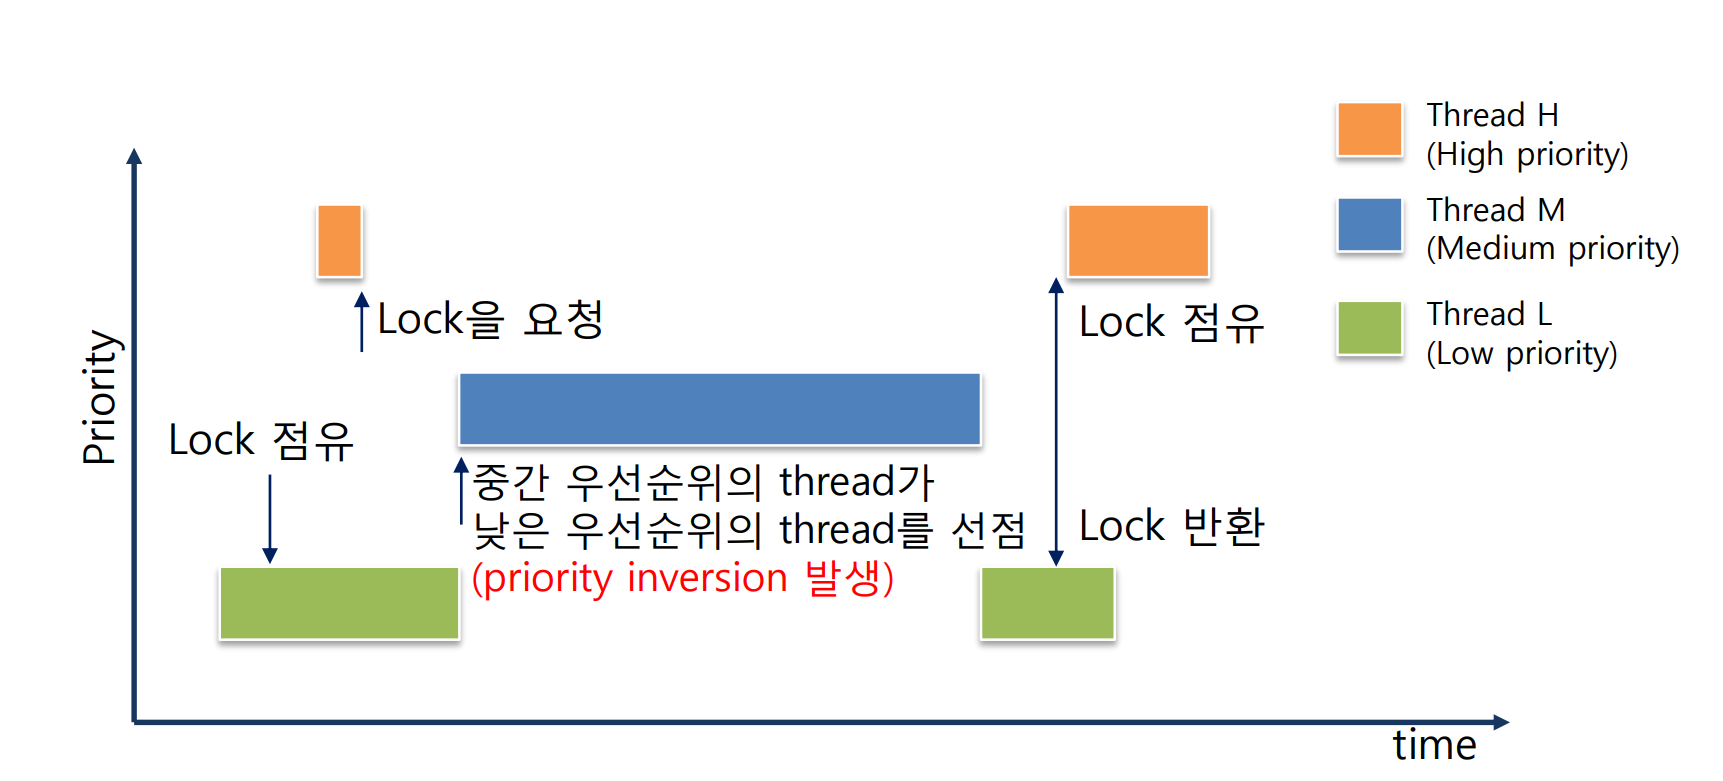 Thread H
(High priority)
Thread M
(Medium priority)
Thread L
(Low priority)
Priority
Lock을 요청
Lock 점유
Lock 점유
중간 우선순위의 thread가
낮은 우선순위의 thread를 선점
(priority inversion 발생)
Lock 반환
time